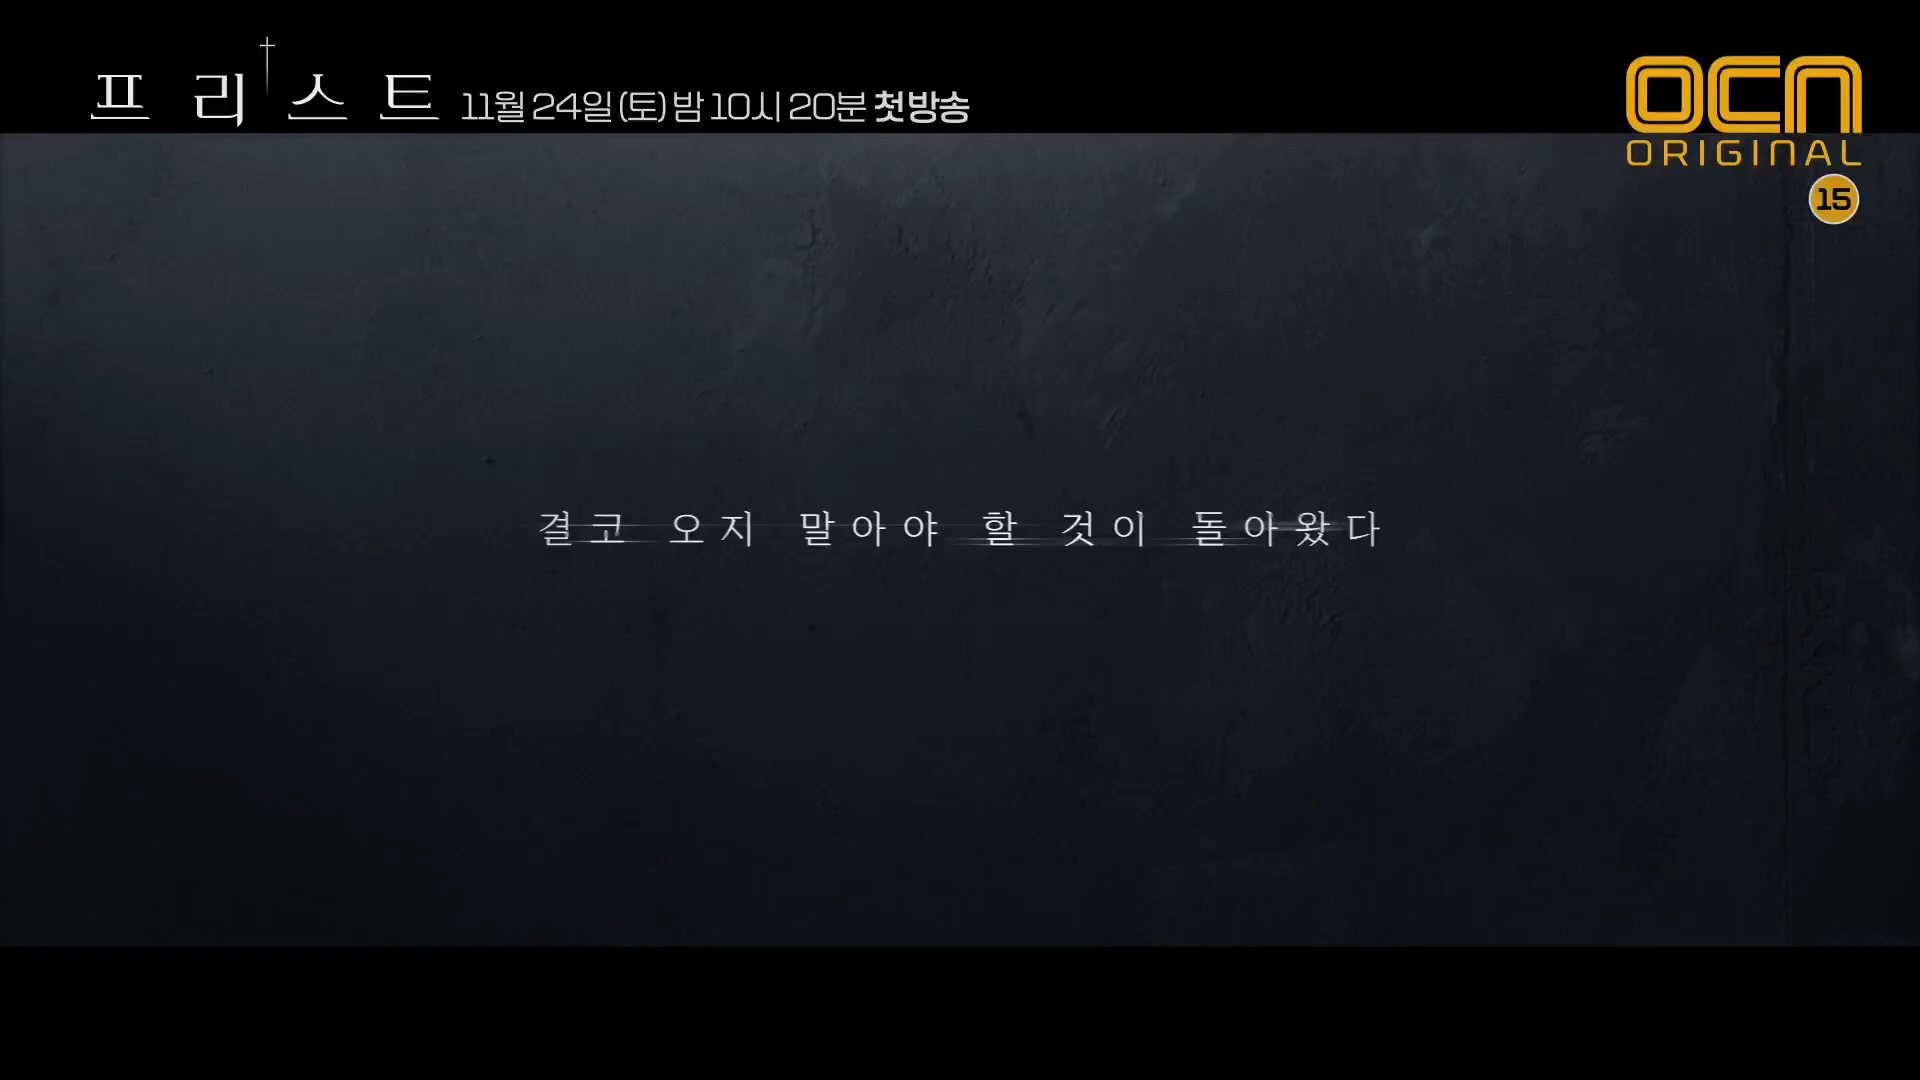 프리스트 11월 24일(토) 밤 10시 20분 첫방송
OCN
ORIGINAL
15
결코 오지 말아야 할 것이 돌아왔다